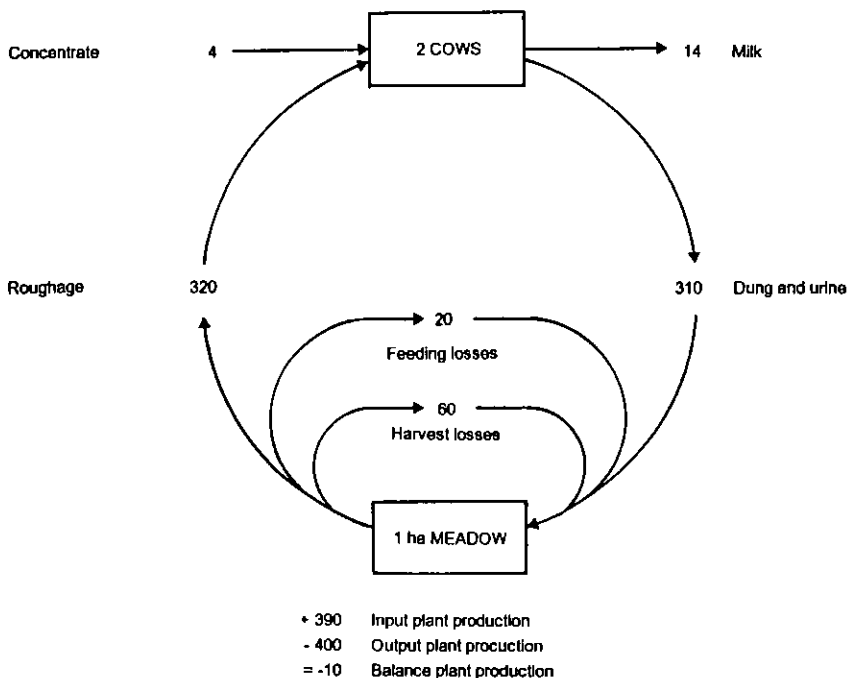 Concentrate 4 2 COWS 14 Milk
Roughage 320 310 Dung and urine
20
Feeding losses
60
Harvest losses
1 ha MEADOW
+ 390 Input plant production
- 400 Output plant procuction
= -10 Balance plant production